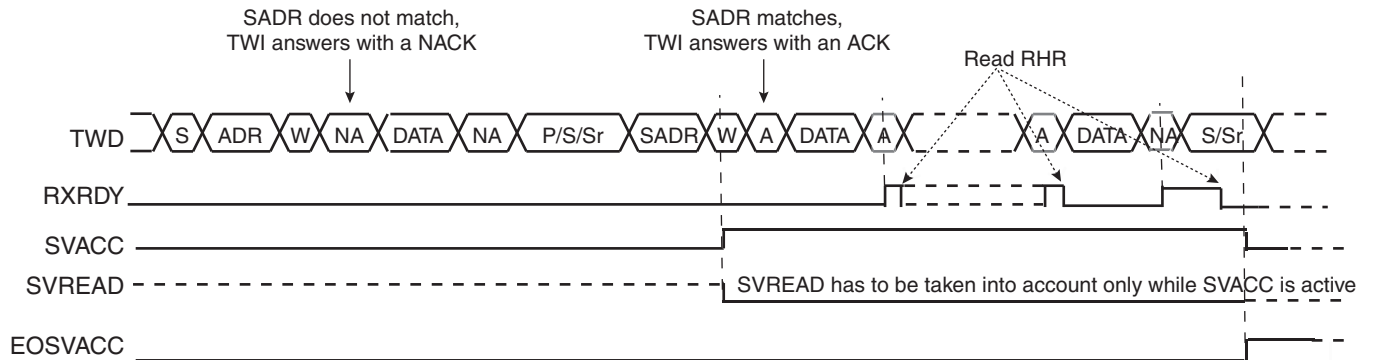 SADR does not match,
TWI answers with a NACK
SADR matches,
TWI answers with an ACK
Read RHR
TWD S ADR W NA DATA NA P/S/Sr SADR W A DATA A A DATA NA S/Sr
RXRDY
SVACC
SVREAD SVREAD has to be taken into account only while SVACC is active
EOSVACC